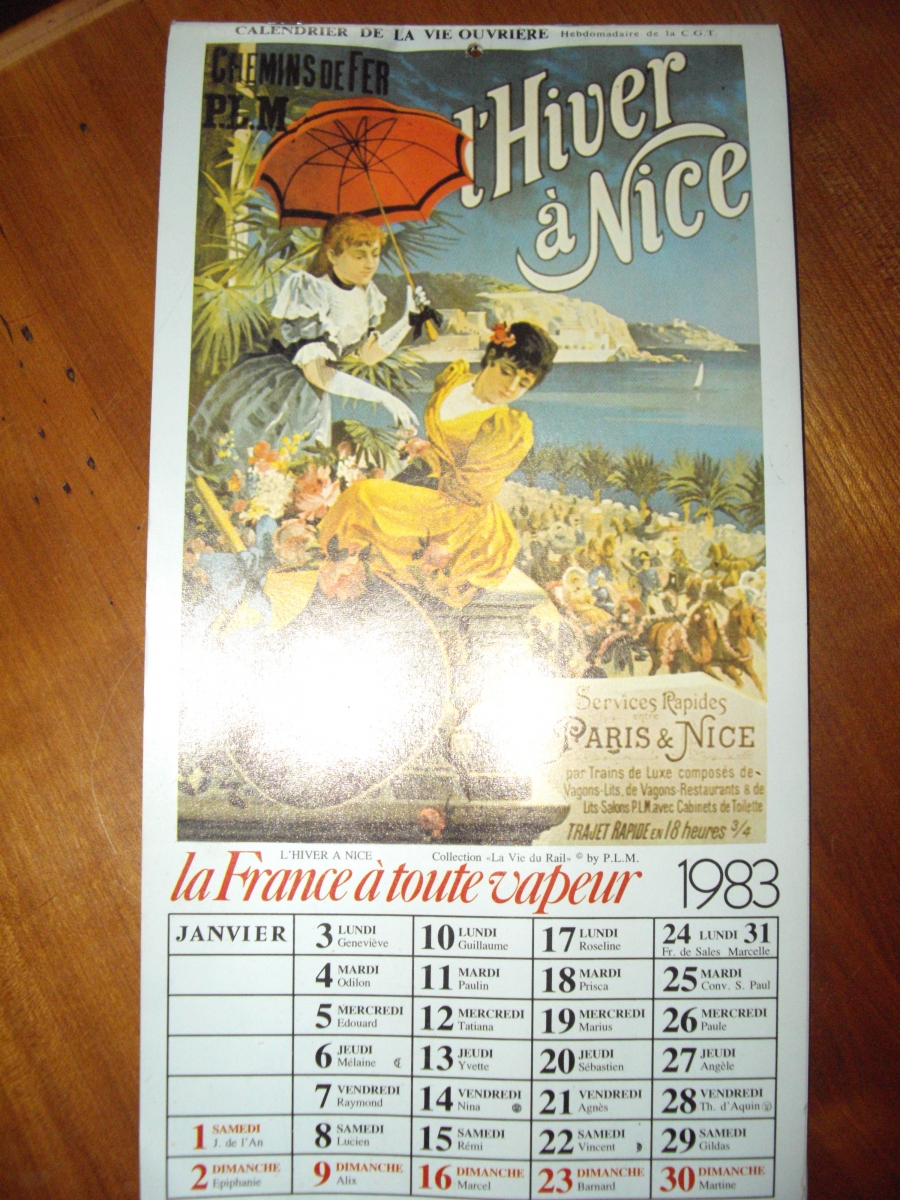 CALENDRIER DE LA VIE OUVRIERE Hebdomadaire de la C.G.T.
CHEMINS DE FER
P.L.M
l'Hiver
à Nice
Services Rapides
entre
PARIS & NICE
par Trains de Luxe composés de
Vagons-Lits, de Vagons-Restaurants & de
Lits-Salons P.L.M. avec Cabinets de Toilette
TRAJET RAPIDE EN 18 heures 3/4
L'HIVER A NICE Collection «La Vie du Rail» © by P.L.M.
la France à toute vapeur 1983
JANVIER
1 SAMEDI
J. de l'An
2 DIMANCHE
Epiphanie
3 LUNDI
Geneviève
4 MARDI
Odilon
5 MERCREDI
Edouard
6 JEUDI
Mélaine
7 VENDREDI
Raymond
8 SAMEDI
Lucien
9 DIMANCHE
Alix
10 LUNDI
Guillaume
11 MARDI
Paulin
12 MERCREDI
Tatiana
13 JEUDI
Yvette
14 VENDREDI
Nina
15 SAMEDI
Rémi
16 DIMANCHE
Marcel
17 LUNDI
Roseline
18 MARDI
Prisca
19 MERCREDI
Marius
20 JEUDI
Sébastien
21 VENDREDI
Agnès
22 SAMEDI
Vincent
23 DIMANCHE
Barnard
24 LUNDI 31
Fr. de Sales Marcelle
25 MARDI
Conv. S. Paul
26 MERCREDI
Paule
27 JEUDI
Angèle
28 VENDREDI
Th. d'Aquin
29 SAMEDI
Gildas
30 DIMANCHE
Martine